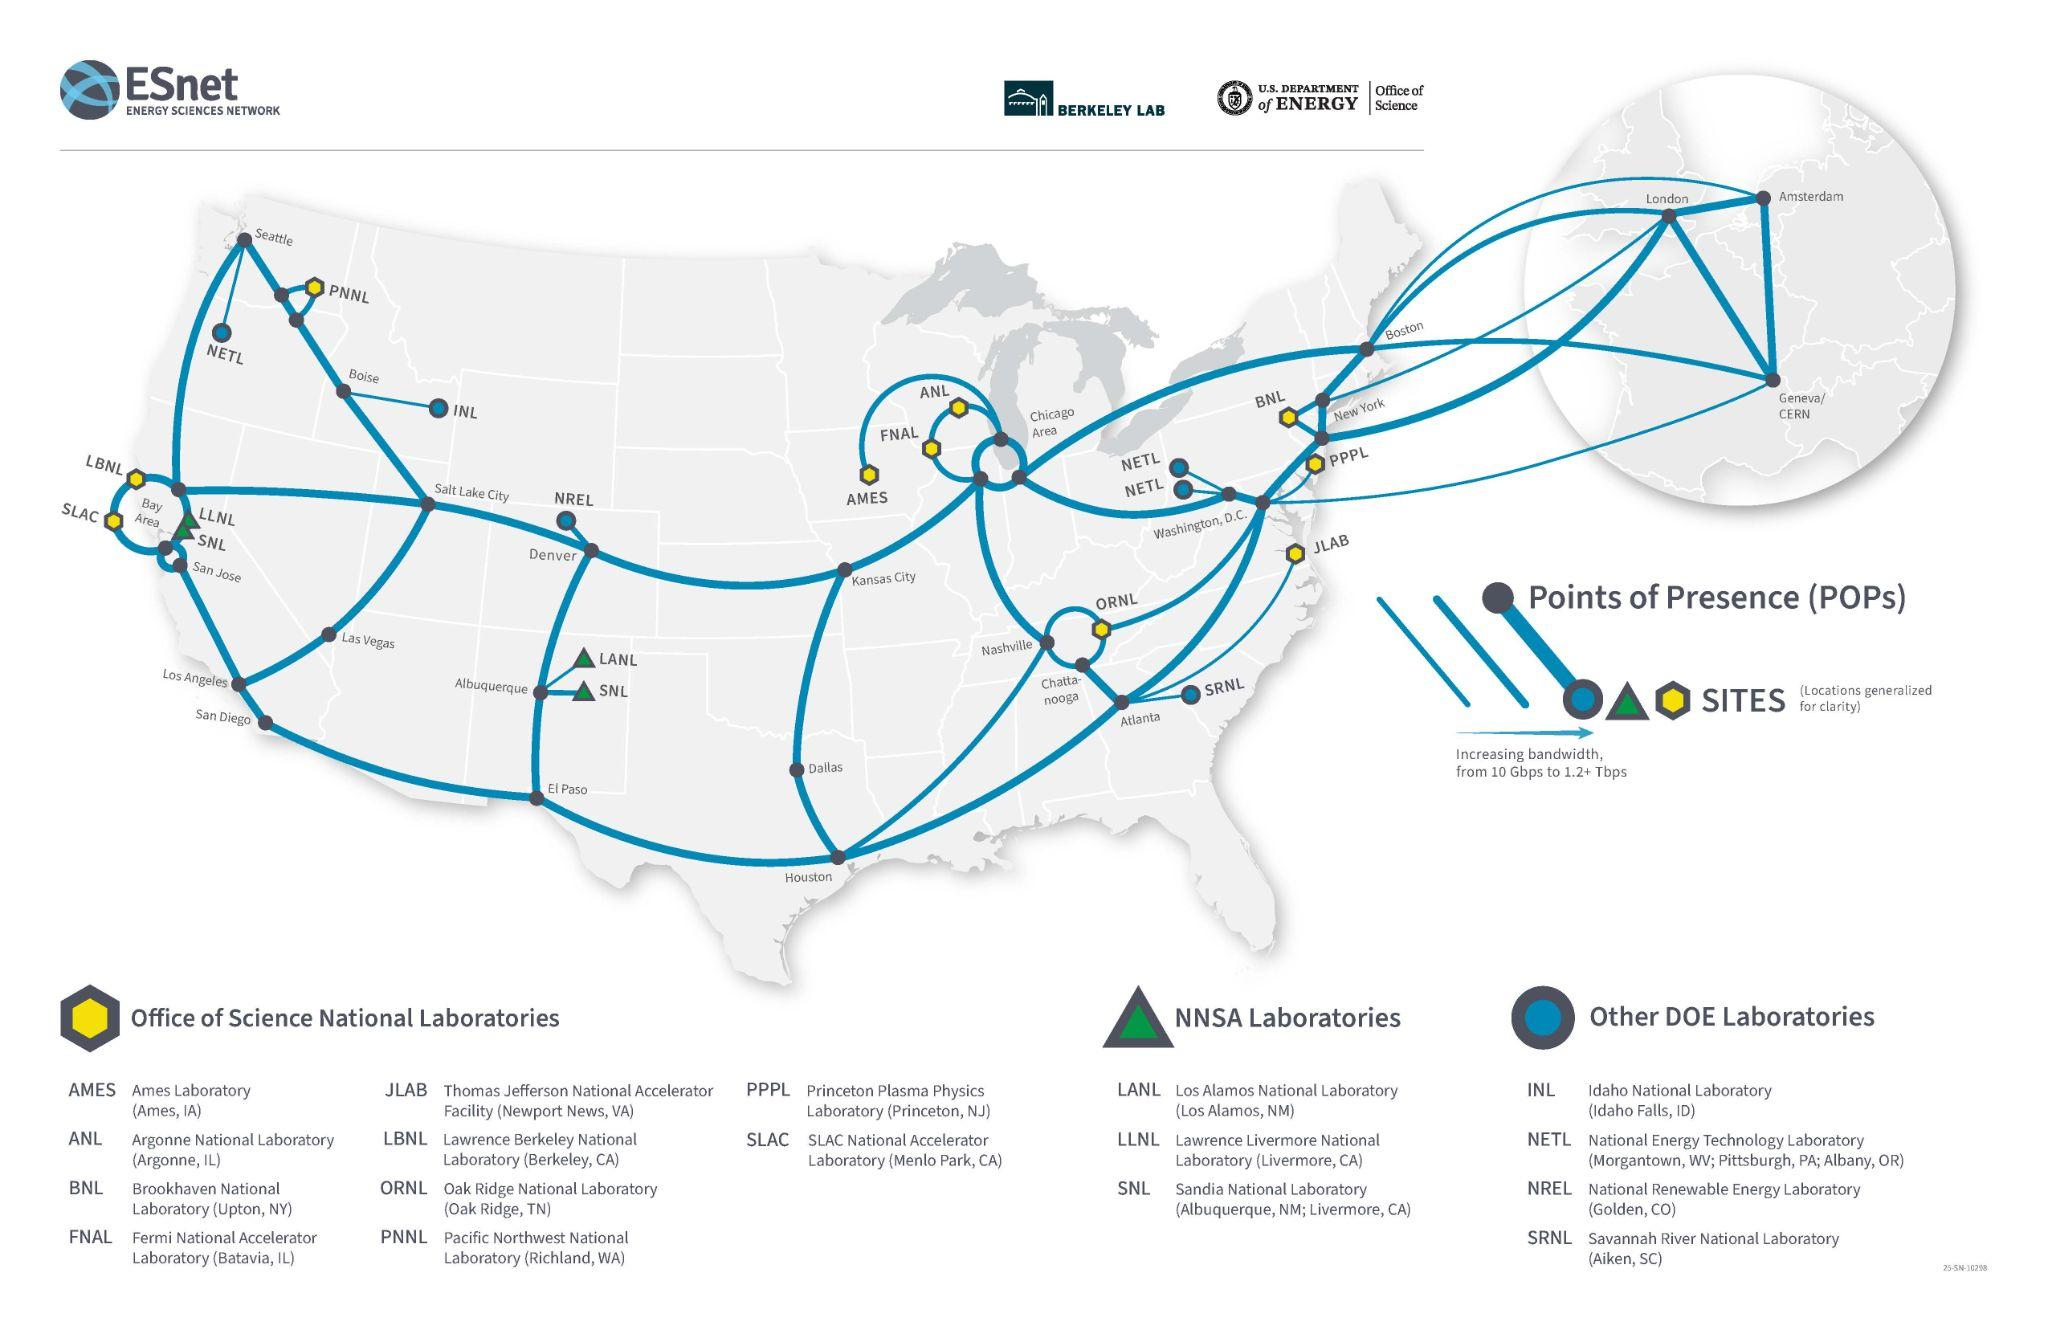 ESnet
ENERGY SCIENCES NETWORK
BERKELEY LAB
U.S. DEPARTMENT
of ENERGY
Office of
Science
Seattle
PNNL
NETL
Boise
INL
LBNL
SLAC
Bay
Area
LLNL
SNL
San Jose
Salt Lake City
NREL
Denver
Las Vegas
Los Angeles
San Diego
Albuquerque
LANL
SNL
El Paso
Kansas City
Dallas
Houston
ANL
FNAL
AMES
Chicago
Area
Nashville
ORNL
Chatta-
nooga
Atlanta
SRNL
NETL
NETL
Washington, D.C.
JLAB
BNL
New York
PPPL
Boston
London
Amsterdam
Geneva/
CERN
Points of Presence (POPs)
SITES
(Locations generalized
for clarity)
Increasing bandwidth,
from 10 Gbps to 1.2+ Tbps
Office of Science National Laboratories
AMES Ames Laboratory
(Ames, IA)
ANL Argonne National Laboratory
(Argonne, IL)
BNL Brookhaven National
Laboratory (Upton, NY)
FNAL Fermi National Accelerator
Laboratory (Batavia, IL)
JLAB Thomas Jefferson National Accelerator
Facility (Newport News, VA)
LBNL Lawrence Berkeley National
Laboratory (Berkeley, CA)
ORNL Oak Ridge National Laboratory
(Oak Ridge, TN)
PNNL Pacific Northwest National
Laboratory (Richland, WA)
PPPL Princeton Plasma Physics
Laboratory (Princeton, NJ)
SLAC SLAC National Accelerator
Laboratory (Menlo Park, CA)
NNSA Laboratories
LANL Los Alamos National Laboratory
(Los Alamos, NM)
LLNL Lawrence Livermore National
Laboratory (Livermore, CA)
SNL Sandia National Laboratory
(Albuquerque, NM; Livermore, CA)
Other DOE Laboratories
INL Idaho National Laboratory
(Idaho Falls, ID)
NETL National Energy Technology Laboratory
(Morgantown, WV; Pittsburgh, PA; Albany, OR)
NREL National Renewable Energy Laboratory
(Golden, CO)
SRNL Savannah River National Laboratory
(Aiken, SC)
25-SN-10298